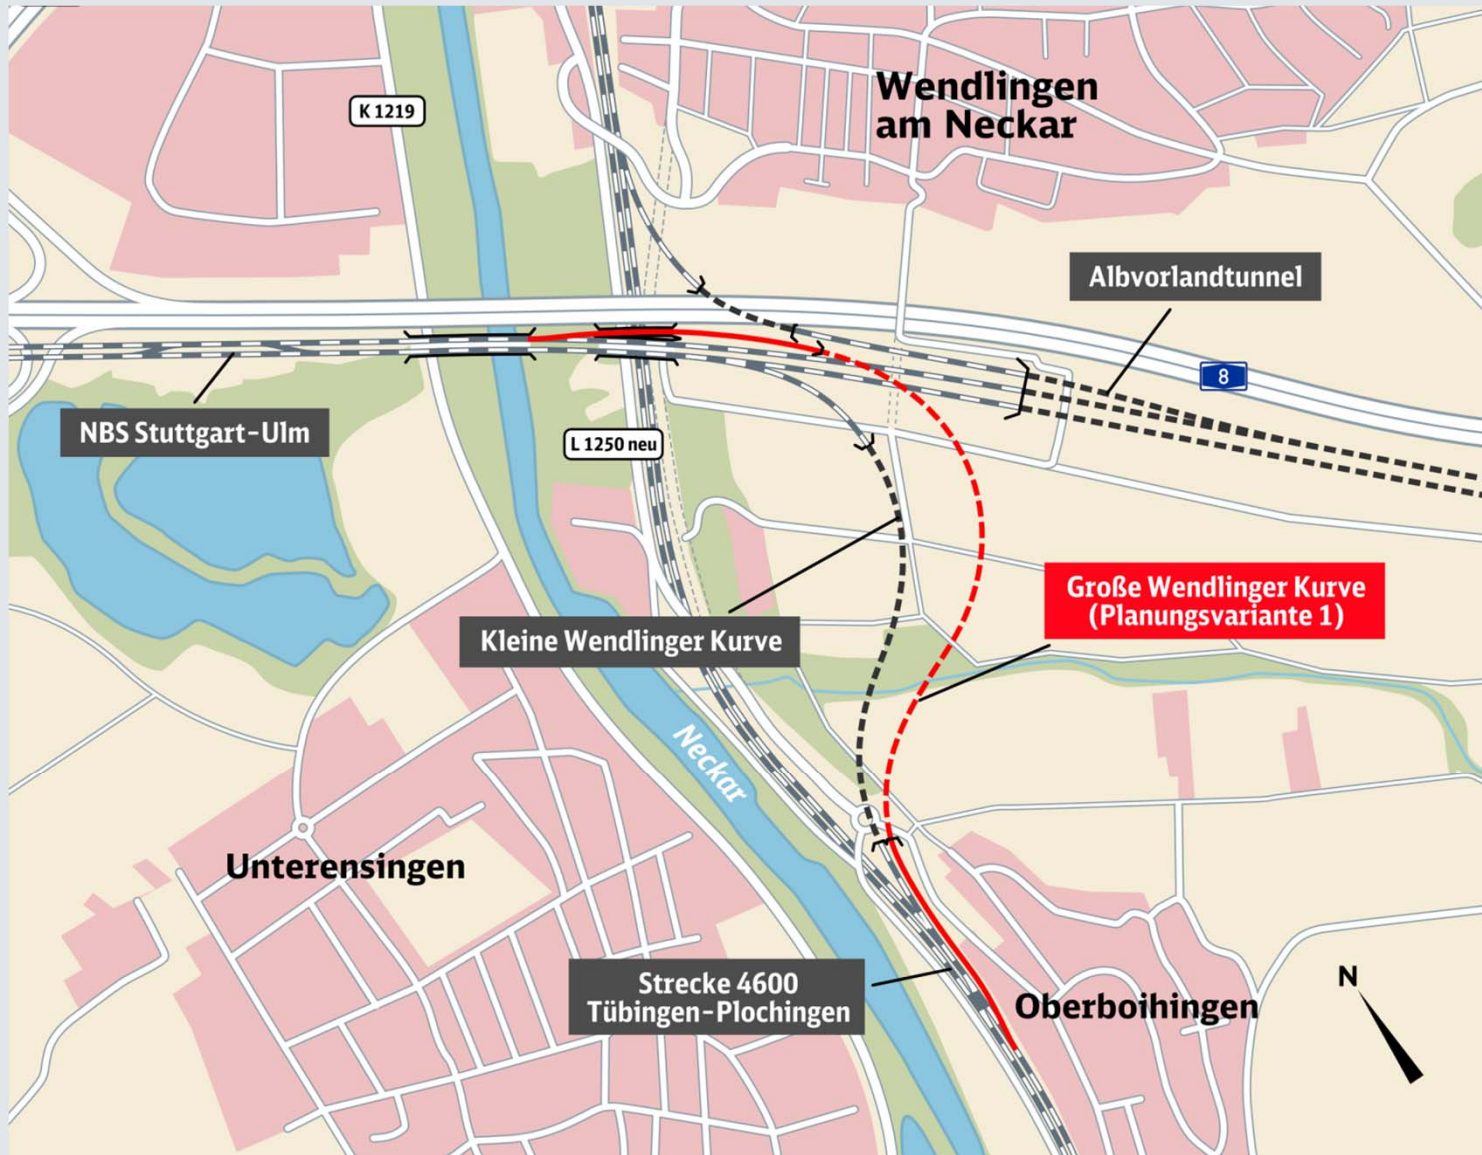 Wendlingen
am Neckar
K 1219
Albvorlandtunnel
8
NBS Stuttgart-Ulm
L 1250 neu
Große Wendlinger Kurve
(Planungsvariante 1)
Kleine Wendlinger Kurve
Neckar
Unterensingen
Strecke 4600
Tübingen-Plochingen
Oberboihingen
N